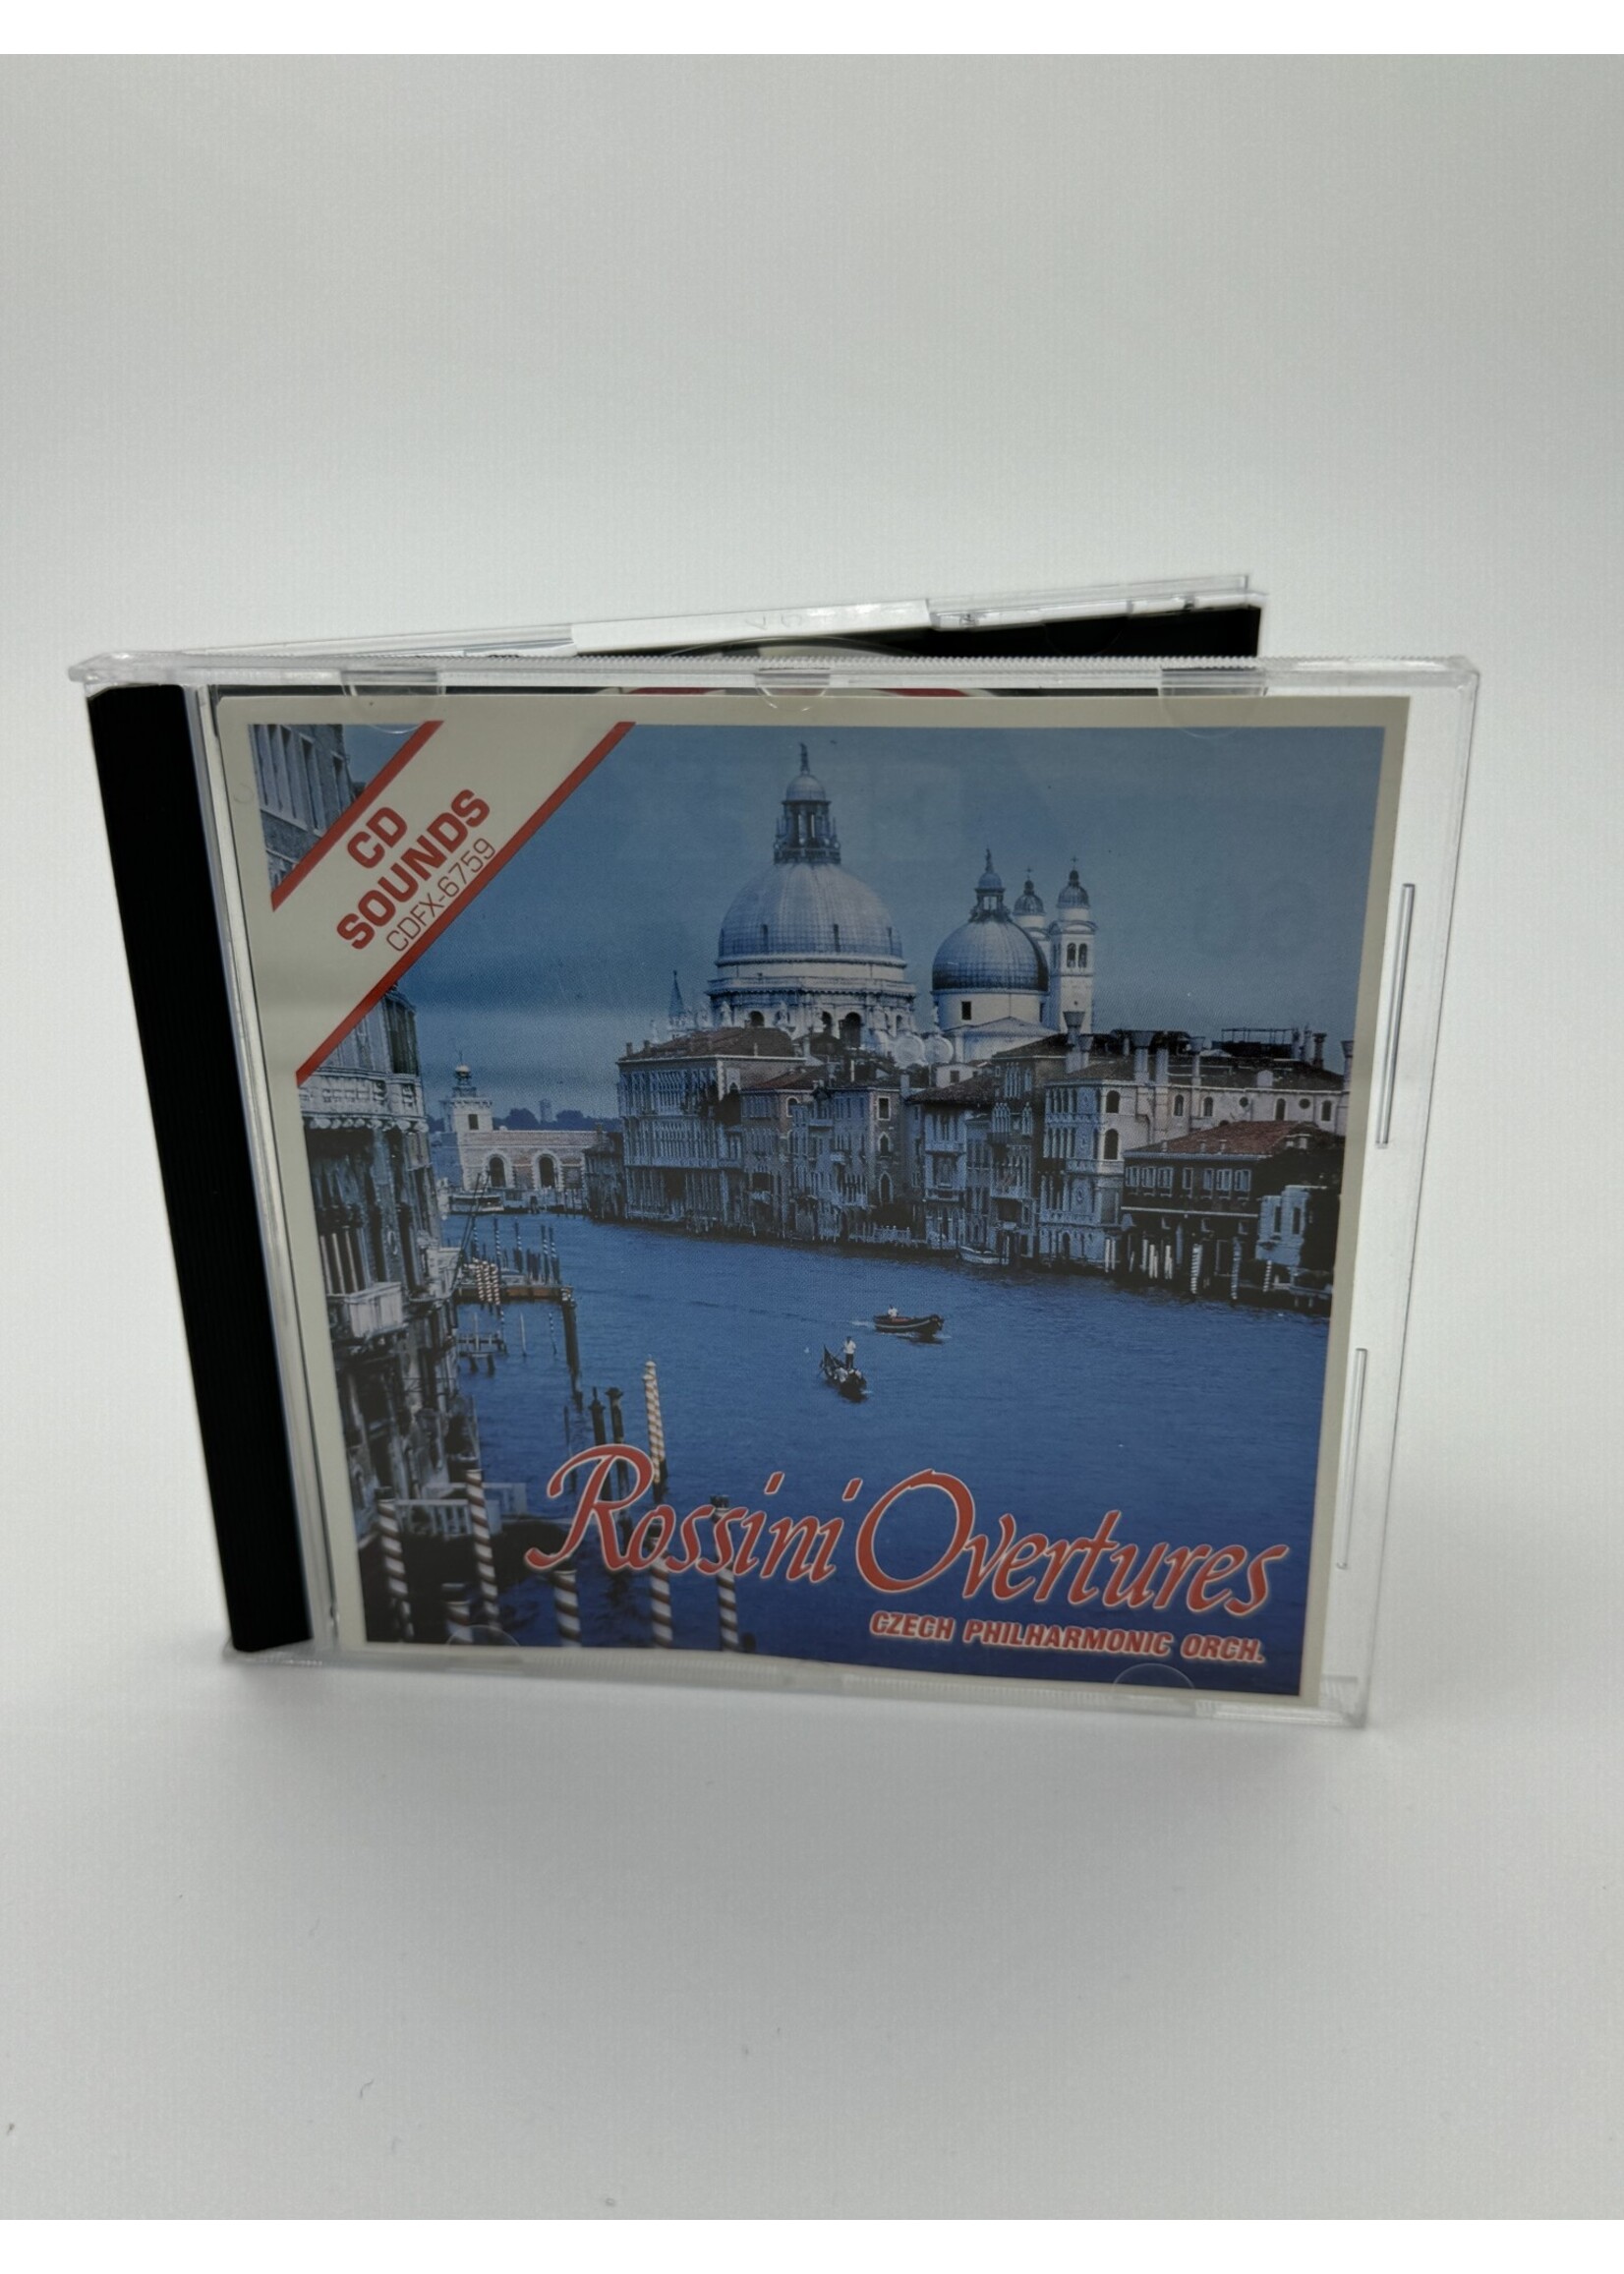 CD
SOUNDS
CDFX-6759
Rossini Overtures
CZECH PHILHARMONIC ORCH.